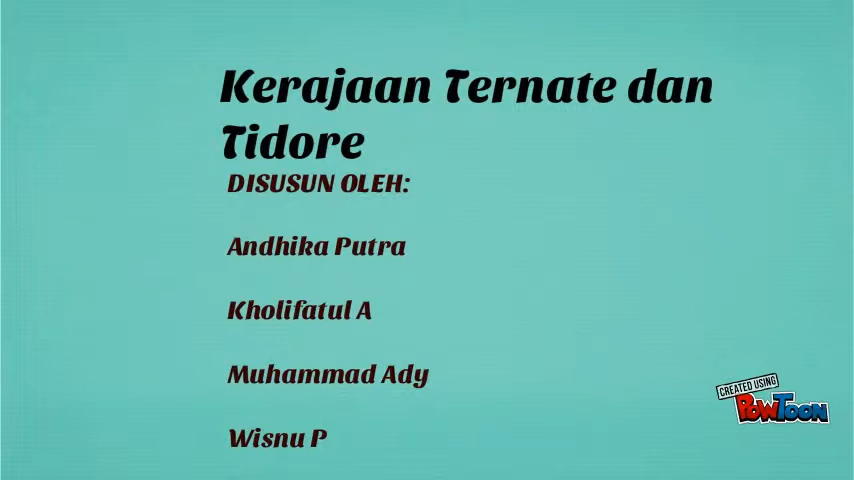 Kerajaan Ternate dan
Tidore
DISUSUN OLEH:
Andhika Putra
Kholifatul A
Muhammad Ady
Wisnu P
CREATED USING
POWTOON